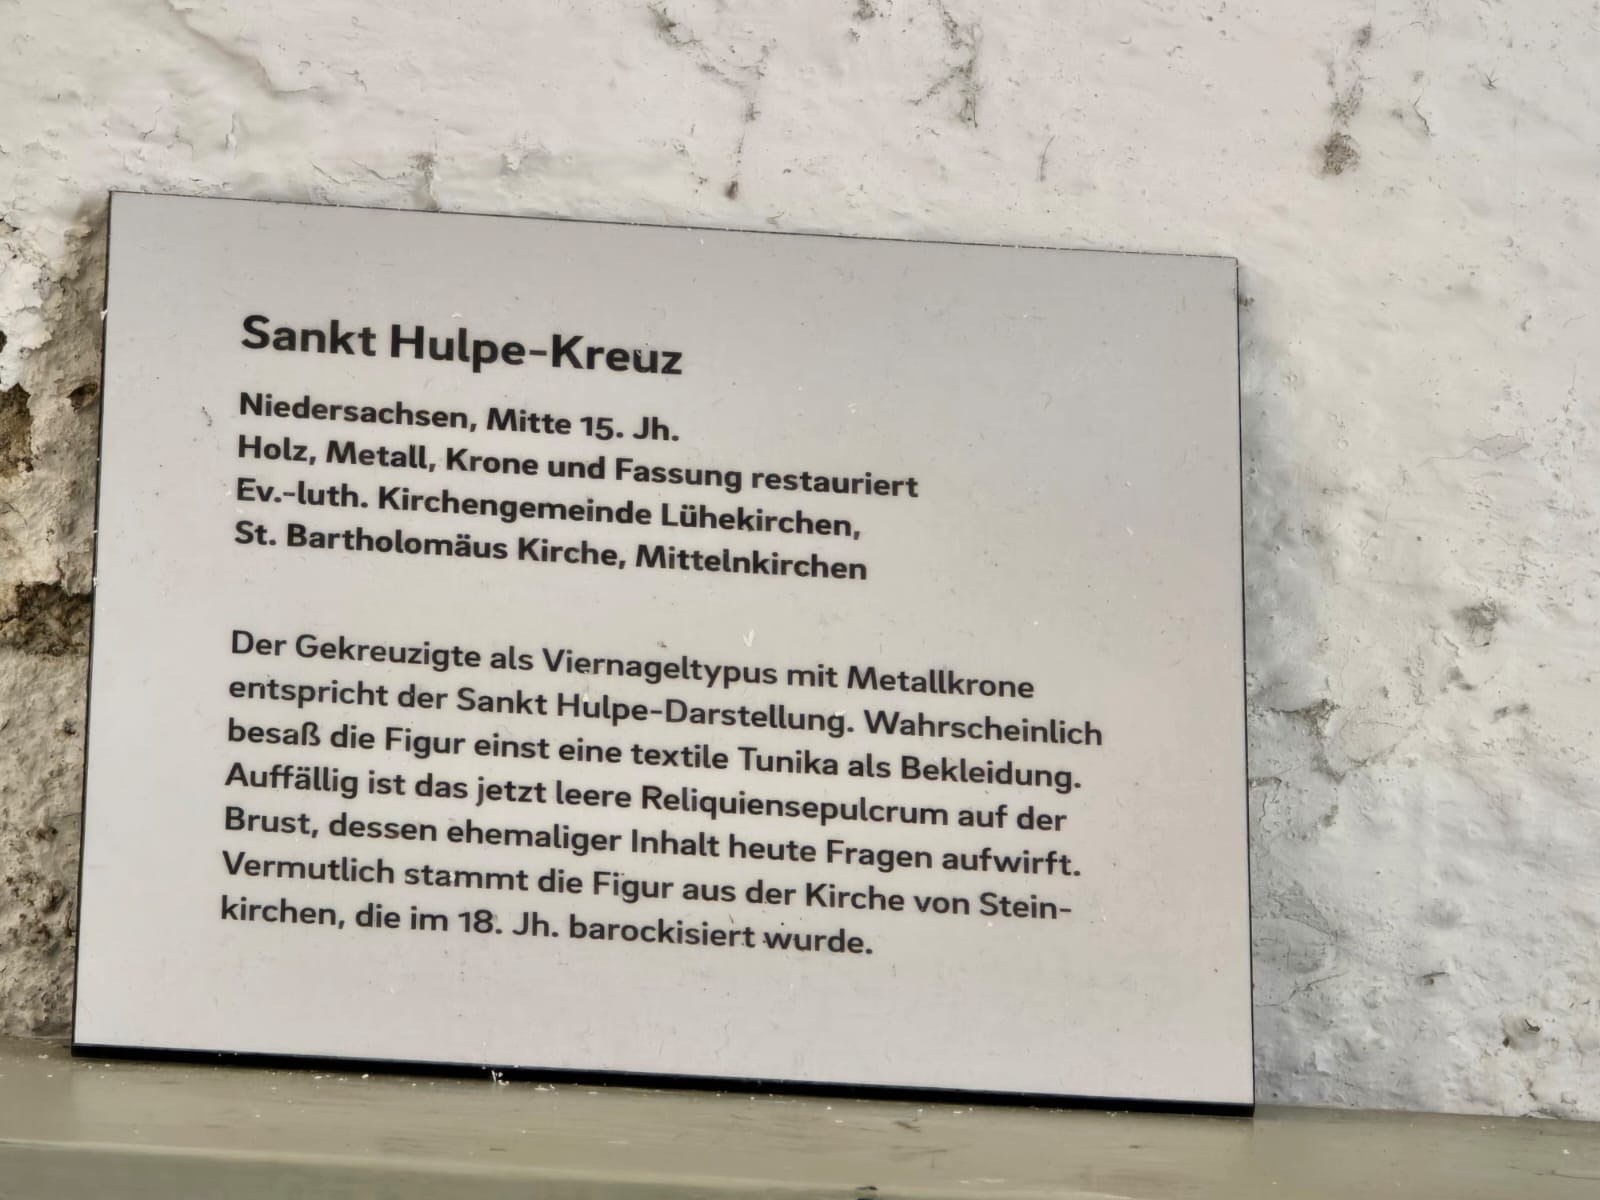 Sankt Hulpe-Kreuz
Niedersachsen, Mitte 15. Jh.
Holz, Metall, Krone und Fassung restauriert
Ev.-luth. Kirchengemeinde Lühekirchen,
St. Bartholomäus Kirche, Mittelnkirchen
Der Gekreuzigte als Viernageltypus mit Metallkrone
entspricht der Sankt Hulpe-Darstellung. Wahrscheinlich
besaß die Figur einst eine textile Tunika als Bekleidung.
Auffällig ist das jetzt leere Reliquiensepulcrum auf der
Brust, dessen ehemaliger Inhalt heute Fragen aufwirft.
Vermutlich stammt die Figur aus der Kirche von Stein-
kirchen, die im 18. Jh. barockisiert wurde.